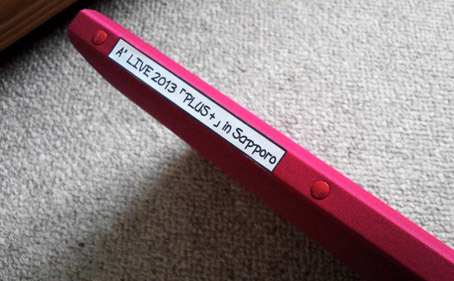 A⁺ LIVE 2013 「PLUS+」 in Sapporo